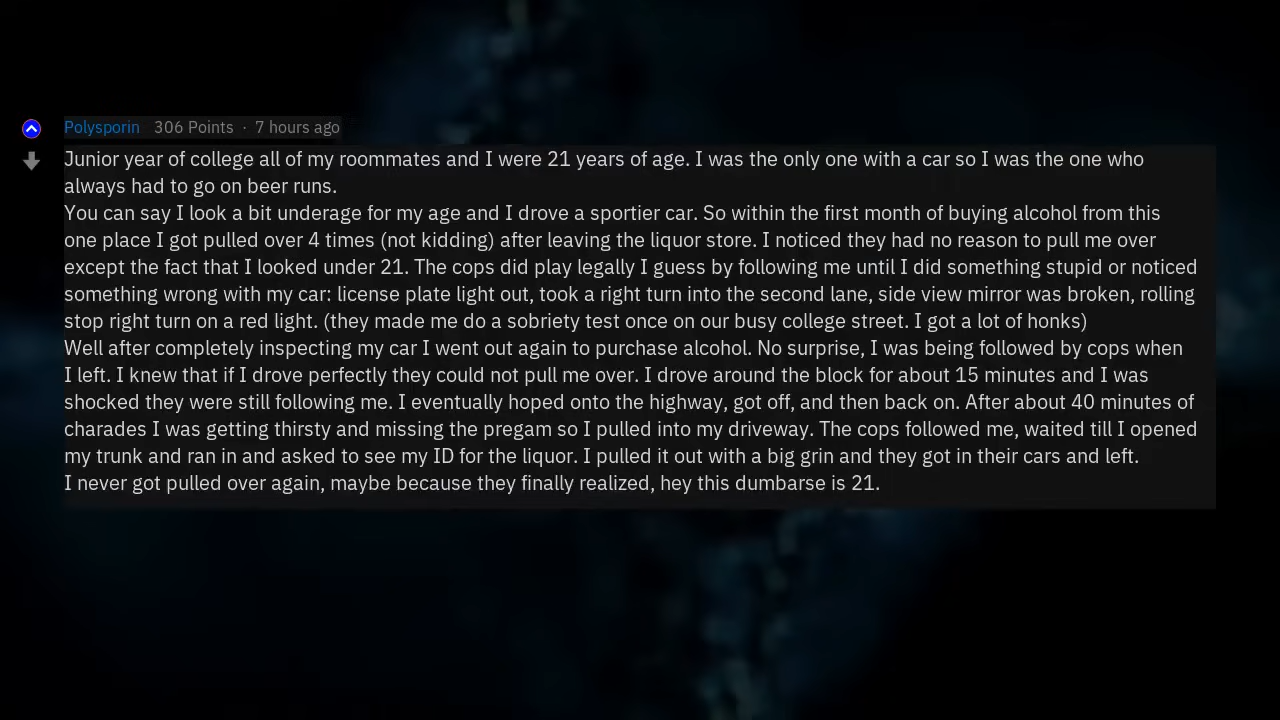 Polysporin 306 Points · 7 hours ago
Junior year of college all of my roommates and I were 21 years of age. I was the only one with a car so I was the one who
always had to go on beer runs.
You can say I look a bit underage for my age and I drove a sportier car. So within the first month of buying alcohol from this
one place I got pulled over 4 times (not kidding) after leaving the liquor store. I noticed they had no reason to pull me over
except the fact that I looked under 21. The cops did play legally I guess by following me until I did something stupid or noticed
something wrong with my car: license plate light out, took a right turn into the second lane, side view mirror was broken, rolling
stop right turn on a red light. (they made me do a sobriety test once on our busy college street. I got a lot of honks)
Well after completely inspecting my car I went out again to purchase alcohol. No surprise, I was being followed by cops when
I left. I knew that if I drove perfectly they could not pull me over. I drove around the block for about 15 minutes and I was
shocked they were still following me. I eventually hoped onto the highway, got off, and then back on. After about 40 minutes of
charades I was getting thirsty and missing the pregam so I pulled into my driveway. The cops followed me, waited till I opened
my trunk and ran in and asked to see my ID for the liquor. I pulled it out with a big grin and they got in their cars and left.
I never got pulled over again, maybe because they finally realized, hey this dumbarse is 21.